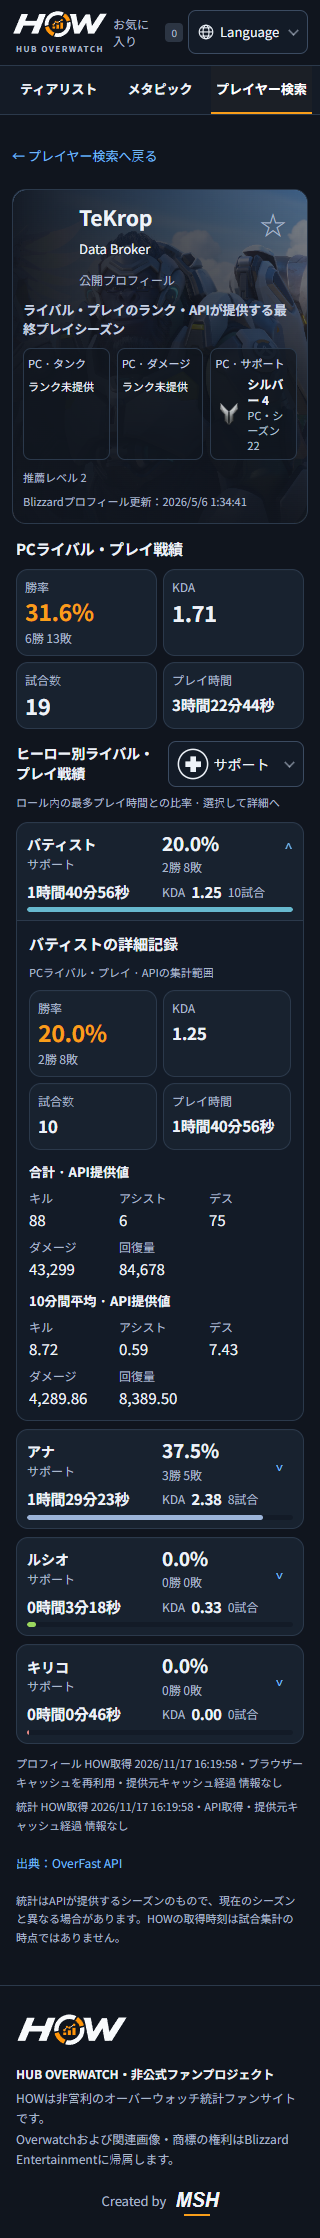 HOW
HUB OVERWATCH
お気に
入り
0
Language
ティアリスト
メタピック
プレイヤー検索
← プレイヤー検索へ戻る
TeKrop
Data Broker
公開プロフィール
ライバル・プレイのランク・APIが提供する最
終プレイシーズン
PC・タンク
ランク未提供
PC・ダメージ
ランク未提供
PC・サポート
シルバ
ー 4
PC・シ
ーズン
22
推薦レベル 2
Blizzardプロフィール更新：2026/5/6 1:34:41
PCライバル・プレイ戦績
勝率
31.6%
6勝 13敗
KDA
1.71
試合数
19
プレイ時間
3時間22分44秒
ヒーロー別ライバル・
プレイ戦績
サポート
ロール内の最多プレイ時間との比率・選択して詳細へ
バティスト
サポート
20.0%
2勝 8敗
1時間40分56秒
KDA 1.25 10試合
バティストの詳細記録
PCライバル・プレイ・APIの集計範囲
勝率
20.0%
2勝 8敗
KDA
1.25
試合数
10
プレイ時間
1時間40分56秒
合計・API提供値
キル アシスト デス
88 6 75
ダメージ 回復量
43,299 84,678
10分間平均・API提供値
キル アシスト デス
8.72 0.59 7.43
ダメージ 回復量
4,289.86 8,389.50
アナ
サポート
37.5%
3勝 5敗
1時間29分23秒
KDA 2.38 8試合
ルシオ
サポート
0.0%
0勝 0敗
0時間3分18秒
KDA 0.33 0試合
キリコ
サポート
0.0%
0勝 0敗
0時間0分46秒
KDA 0.00 0試合
プロフィール HOW取得 2026/11/17 16:19:58・ブラウザー
キャッシュを再利用・提供元キャッシュ経過 情報なし
統計 HOW取得 2026/11/17 16:19:58・API取得・提供元キ
ャッシュ経過 情報なし
出典：OverFast API
統計はAPIが提供するシーズンのもので、現在のシーズン
と異なる場合があります。HOWの取得時刻は試合集計の
時点ではありません。
HOW
HUB OVERWATCH・非公式ファンプロジェクト
HOWは非営利のオーバーウォッチ統計ファンサイト
です。
Overwatchおよび関連画像・商標の権利はBlizzard
Entertainmentに帰属します。
Created by MSH